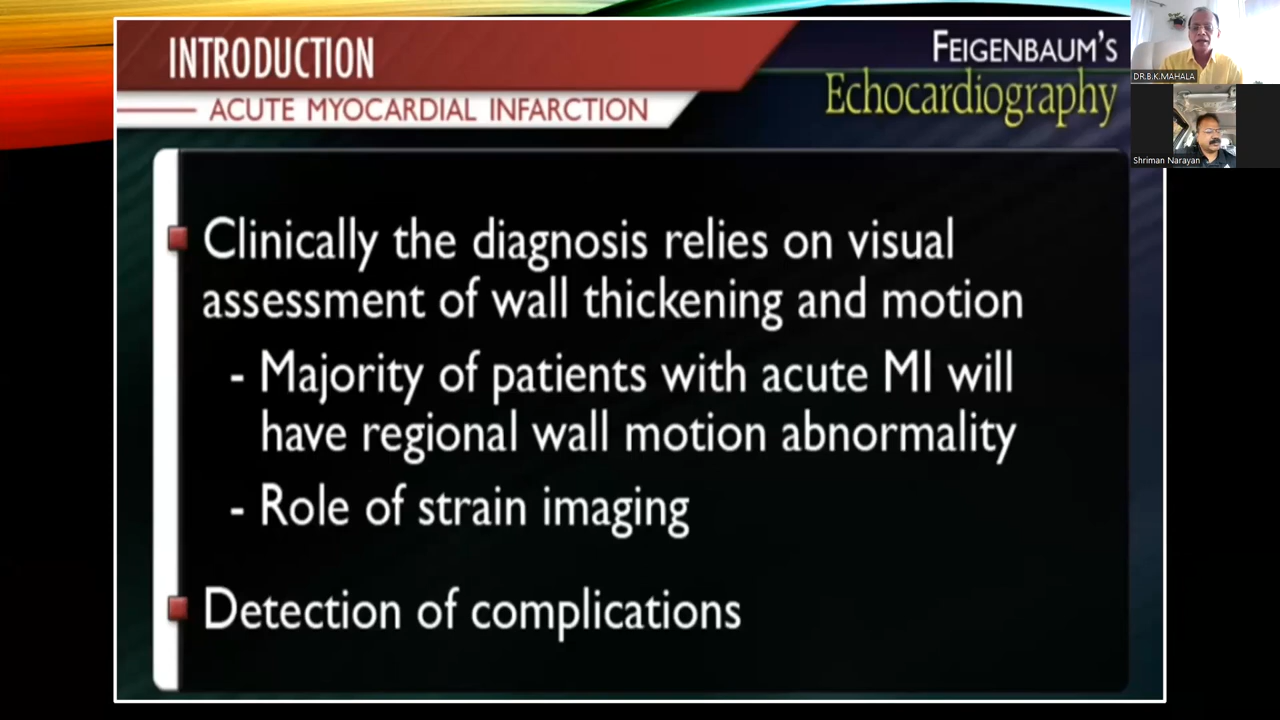 INTRODUCTION
ACUTE MYOCARDIAL INFARCTION
FEIGENBAUM'S
Echocardiography
Clinically the diagnosis relies on visual
assessment of wall thickening and motion
- Majority of patients with acute MI will
have regional wall motion abnormality
- Role of strain imaging
Detection of complications
DR.B.K.MAHALA
Shriman Narayan